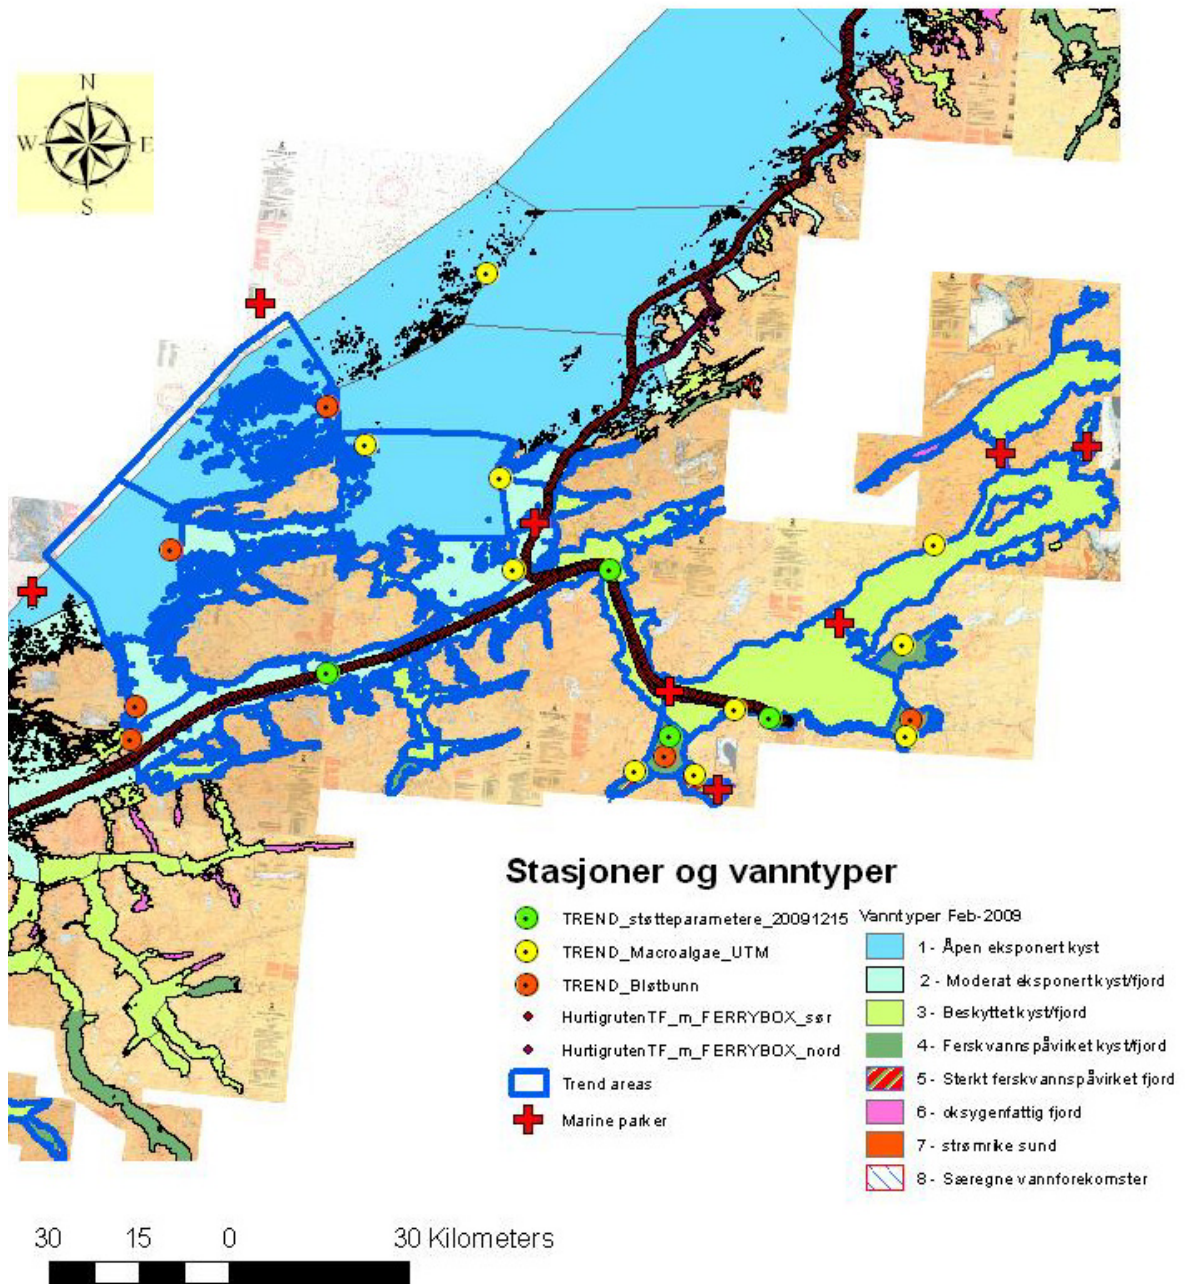 N
W E
S
Stasjoner og vanntyper
TREND_støtteparametere_20091215
TREND_Macroalgae_UTM
TREND_Bløtbunn
HurtigrutenTF_m_FERRYBOX_sør
HurtigrutenTF_m_FERRYBOX_nord
Trend areas
Marine parker
Vanntyper Feb-2009
1 - Åpen eksponert kyst
2 - Moderat eksponert kyst/fjord
3 - Beskyttet kyst/fjord
4 - Ferskvannspåvirket kyst/fjord
5 - Sterkt ferskvannspåvirket fjord
6 - oksygenfattig fjord
7 - strømrike sund
8 - Særegne vannforekomster
30 15 0 30 Kilometers